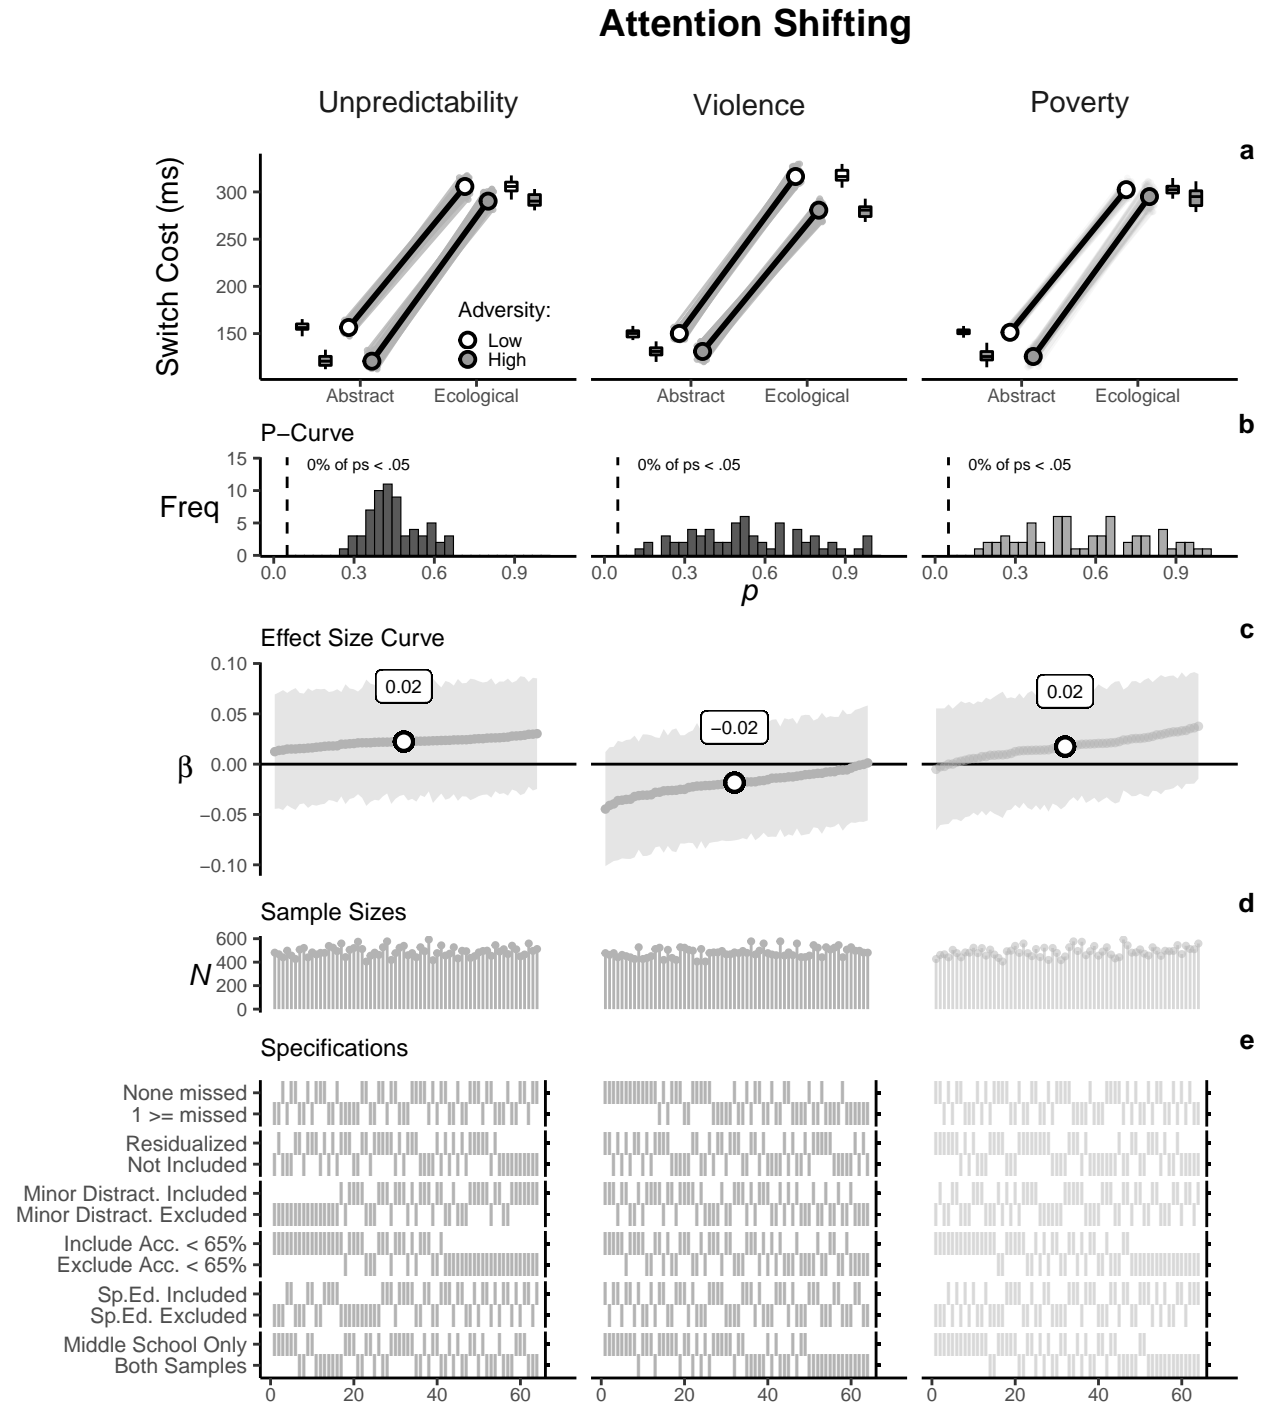 Attention Shifting
Unpredictability Violence Poverty
a
Switch Cost (ms)
300
250
200
150
Adversity:
Low
High
Abstract Ecological Abstract Ecological Abstract Ecological
b
P−Curve
Freq
15
10
5
0
0% of ps < .05 0% of ps < .05 0% of ps < .05
0.0 0.3 0.6 0.9 0.0 0.3 0.6 0.9 0.0 0.3 0.6 0.9
p
c
Effect Size Curve
β
0.10
0.05
0.00
−0.05
−0.10
0.02 −0.02 0.02
d
Sample Sizes
N
600
400
200
0
e
Specifications
None missed
1 >= missed
Residualized
Not Included
Minor Distract. Included
Minor Distract. Excluded
Include Acc. < 65%
Exclude Acc. < 65%
Sp.Ed. Included
Sp.Ed. Excluded
Middle School Only
Both Samples
0 20 40 60 0 20 40 60 0 20 40 60